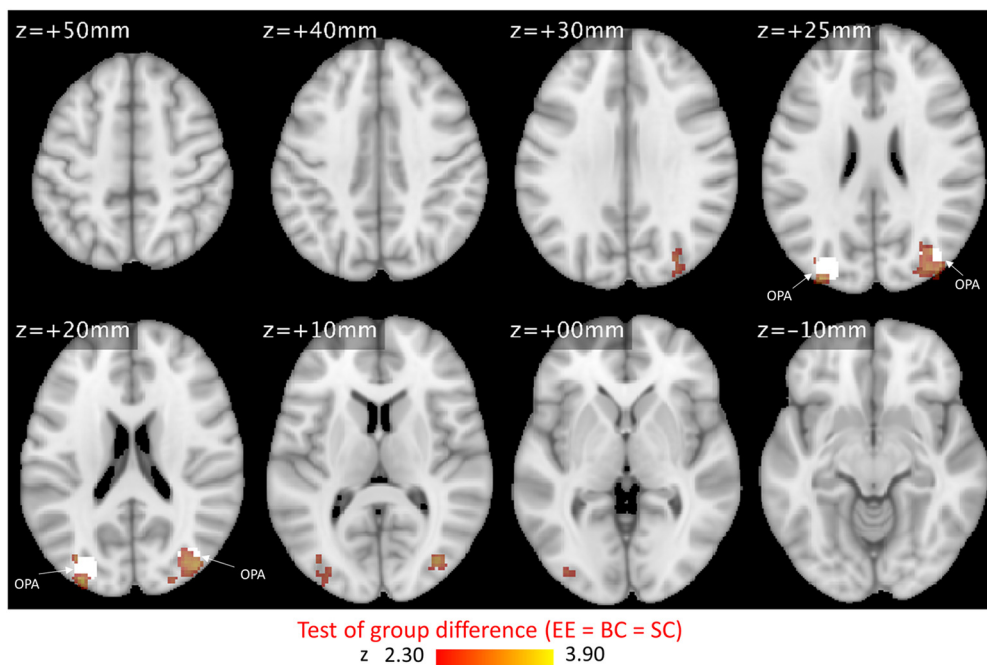 z=+50mm z=+40mm z=+30mm z=+25mm
OPA OPA
z=+20mm z=+10mm z=+00mm z=−10mm
OPA OPA
Test of group difference (EE = BC = SC)
z 2.30 3.90